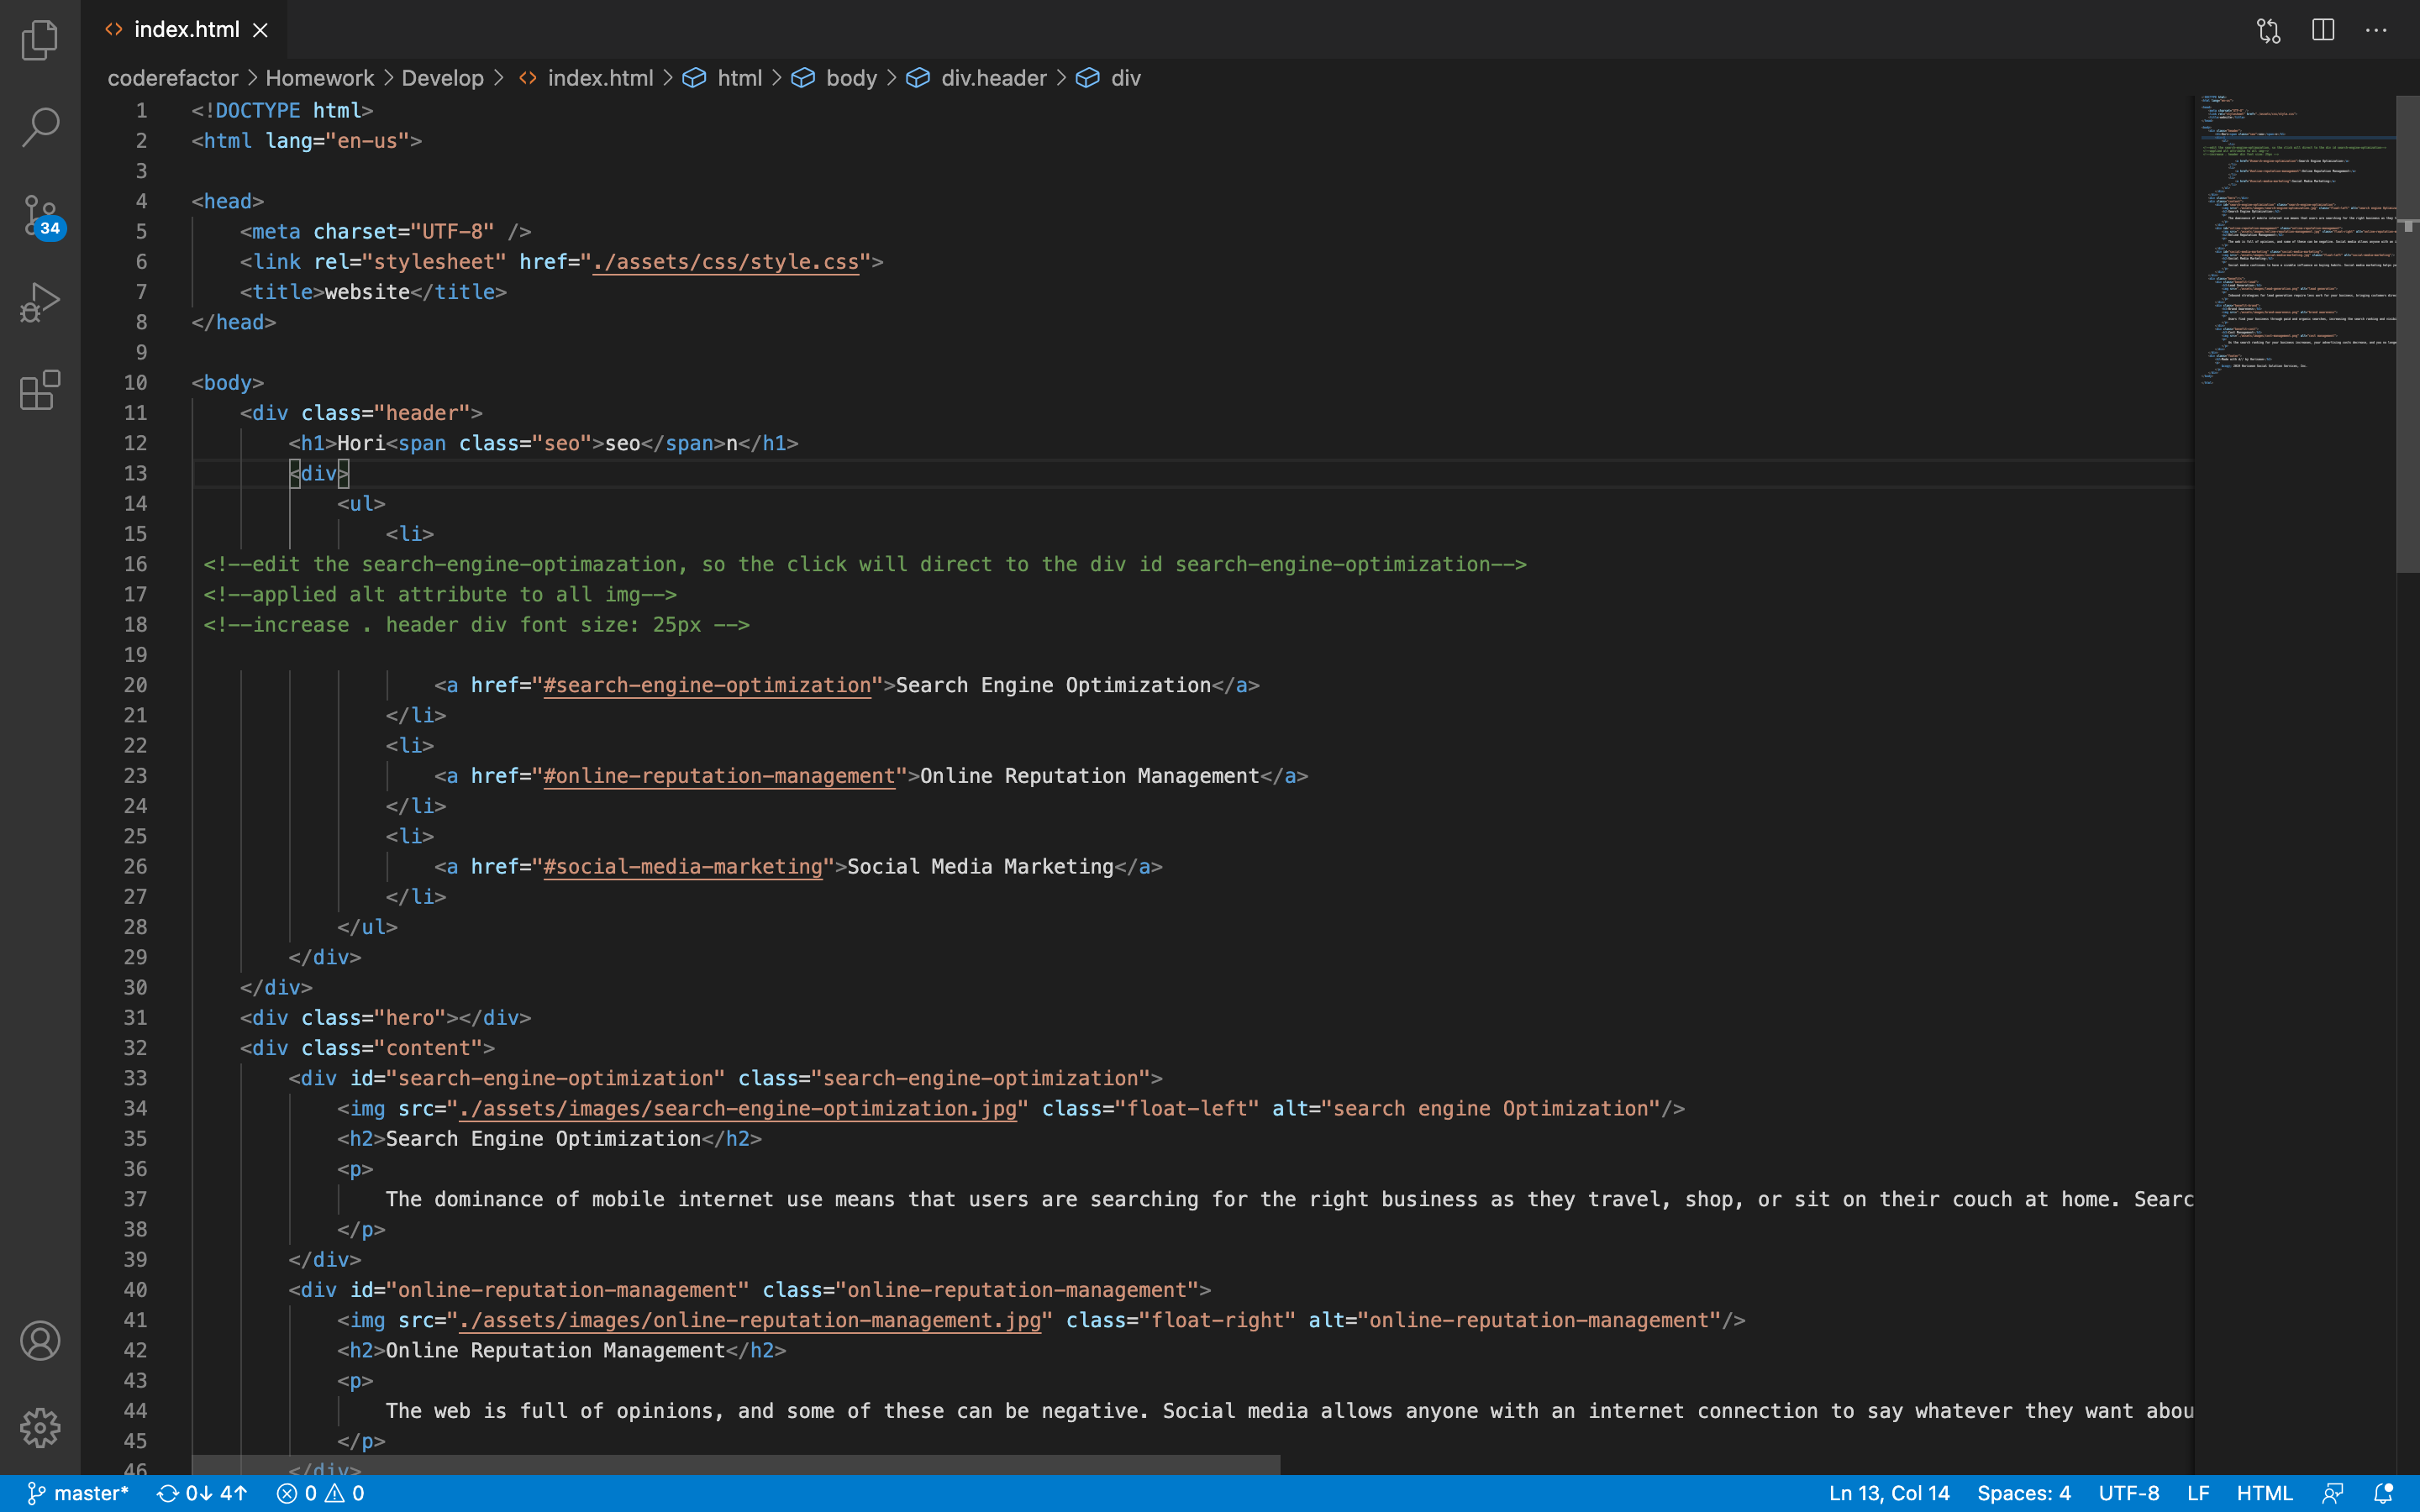 index.html
coderefactor > Homework > Develop > index.html > html > body > div.header > div
1 <!DOCTYPE html>
2 <html lang="en-us">
3
4 <head>
5 <meta charset="UTF-8" />
6 <link rel="stylesheet" href="./assets/css/style.css">
7 <title>website</title>
8 </head>
9
10 <body>
11 <div class="header">
12 <h1>Hori<span class="seo">seo</span>n</h1>
13 <div>
14 <ul>
15 <li>
16 <!--edit the search-engine-optimazation, so the click will direct to the div id search-engine-optimization-->
17 <!--applied alt attribute to all img-->
18 <!--increase . header div font size: 25px -->
19
20 <a href="#search-engine-optimization">Search Engine Optimization</a>
21 </li>
22 <li>
23 <a href="#online-reputation-management">Online Reputation Management</a>
24 </li>
25 <li>
26 <a href="#social-media-marketing">Social Media Marketing</a>
27 </li>
28 </ul>
29 </div>
30 </div>
31 <div class="hero"></div>
32 <div class="content">
33 <div id="search-engine-optimization" class="search-engine-optimization">
34 <img src="./assets/images/search-engine-optimization.jpg" class="float-left" alt="search engine Optimization"/>
35 <h2>Search Engine Optimization</h2>
36 <p>
37 The dominance of mobile internet use means that users are searching for the right business as they travel, shop, or sit on their couch at home. Searc
38 </p>
39 </div>
40 <div id="online-reputation-management" class="online-reputation-management">
41 <img src="./assets/images/online-reputation-management.jpg" class="float-right" alt="online-reputation-management"/>
42 <h2>Online Reputation Management</h2>
43 <p>
44 The web is full of opinions, and some of these can be negative. Social media allows anyone with an internet connection to say whatever they want abou
45 </p>
46 </div>
34
master* 0↓ 4↑ 0 0 Ln 13, Col 14 Spaces: 4 UTF-8 LF HTML